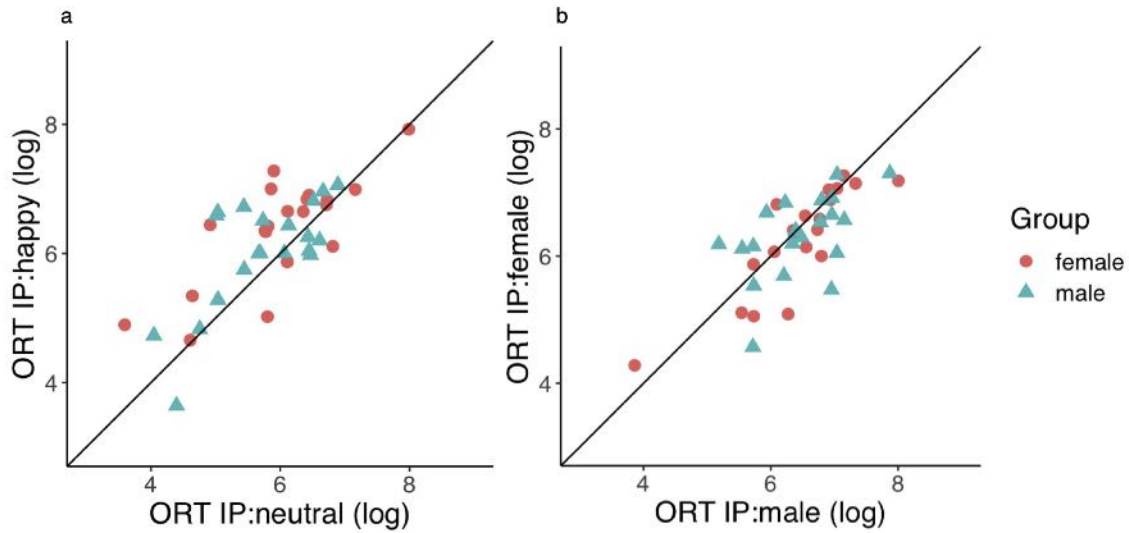 a
b
ORT IP:happy (log)
8
6
4
4
6
8
ORT IP:neutral (log)
ORT IP:female (log)
8
6
4
4
6
8
ORT IP:male (log)
Group
female
male